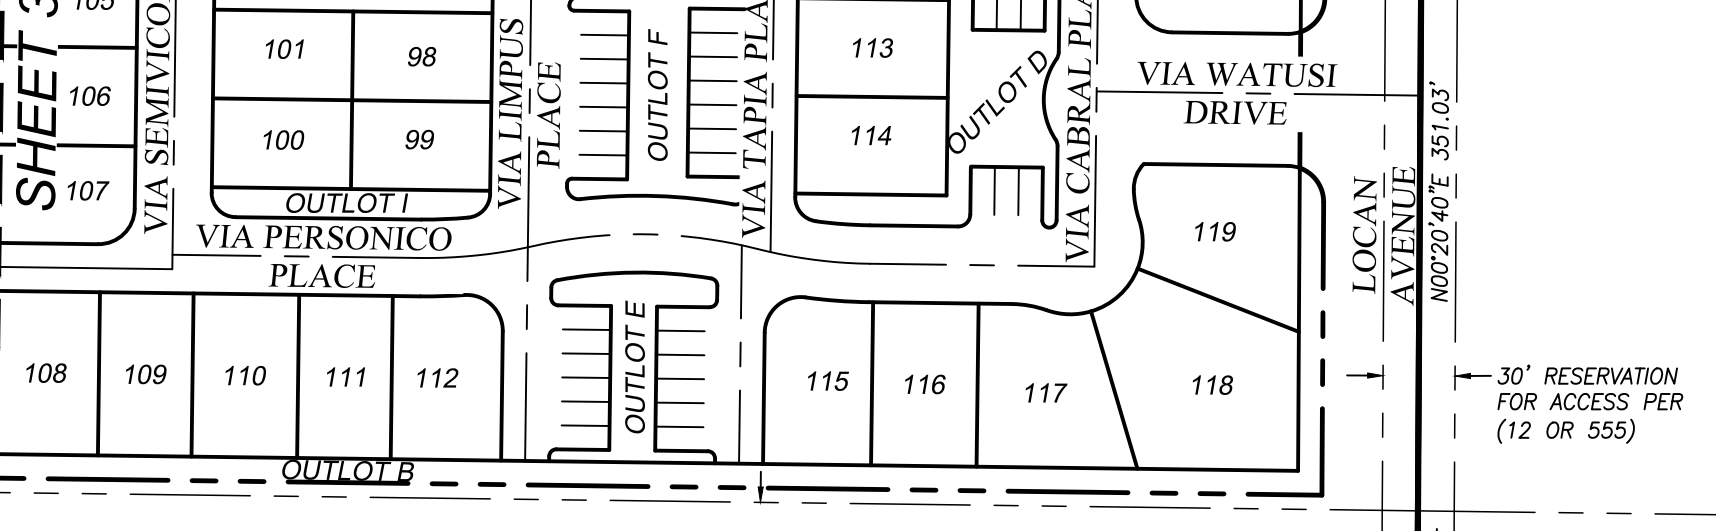 105
SHEET 3
106
107
VIA SEMIVICO
101
98
100
99
OUTLOT I
VIA LIMPUS
PLACE
OUTLOT F
VIA TAPIA PLA
113
114
OUTLOT D
VIA CABRAL PLA
VIA WATUSI
DRIVE
LOCAN
AVENUE
N00°20'40"E 351.03'
VIA PERSONICO
PLACE
119
108
109
110
111
112
OUTLOT E
115
116
117
118
30' RESERVATION
FOR ACCESS PER
(12 OR 555)
OUTLOT B